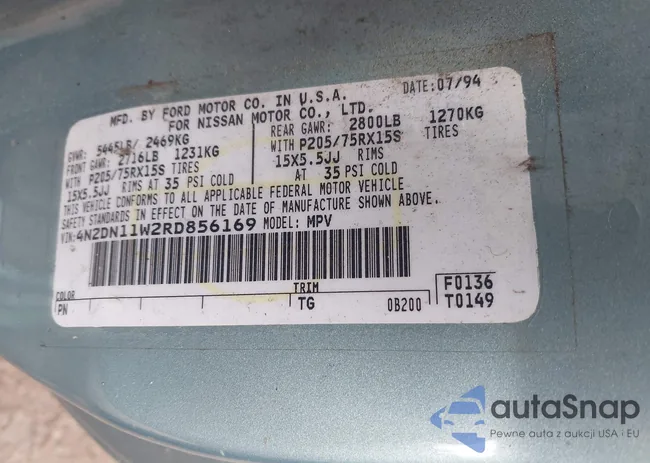 MFD. BY FORD MOTOR CO. IN U.S.A. DATE: 07/94
FOR NISSAN MOTOR CO., LTD.
GVWR: 5445LB/ 2469KG REAR GAWR: 2800LB 1270KG
FRONT GAWR: 2716LB 1231KG WITH P205/75RX15S TIRES
WITH P205/75RX15S TIRES 15X5.5JJ RIMS
15X5.5JJ RIMS AT 35 PSI COLD AT 35 PSI COLD
THIS VEHICLE CONFORMS TO ALL APPLICABLE FEDERAL MOTOR VEHICLE
SAFETY STANDARDS IN EFFECT ON THE DATE OF MANUFACTURE SHOWN ABOVE.
VIN: 4N2DN11W2RD856169 MODEL: MPV
COLOR TRIM F0136
PN TG 0B200 T0149
autaSnap
Pewne auta z aukcji USA i EU